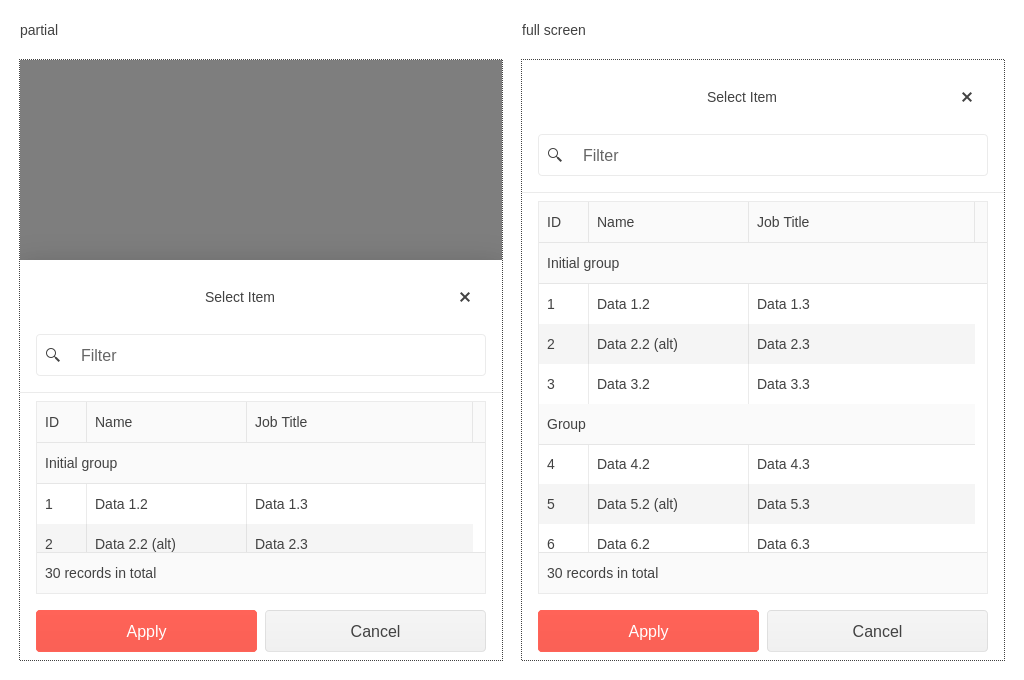 partial
Select Item
Filter
ID Name Job Title
Initial group
1 Data 1.2 Data 1.3
2 Data 2.2 (alt) Data 2.3
30 records in total
Apply Cancel
full screen
Select Item
Filter
ID Name Job Title
Initial group
1 Data 1.2 Data 1.3
2 Data 2.2 (alt) Data 2.3
3 Data 3.2 Data 3.3
Group
4 Data 4.2 Data 4.3
5 Data 5.2 (alt) Data 5.3
6 Data 6.2 Data 6.3
30 records in total
Apply Cancel